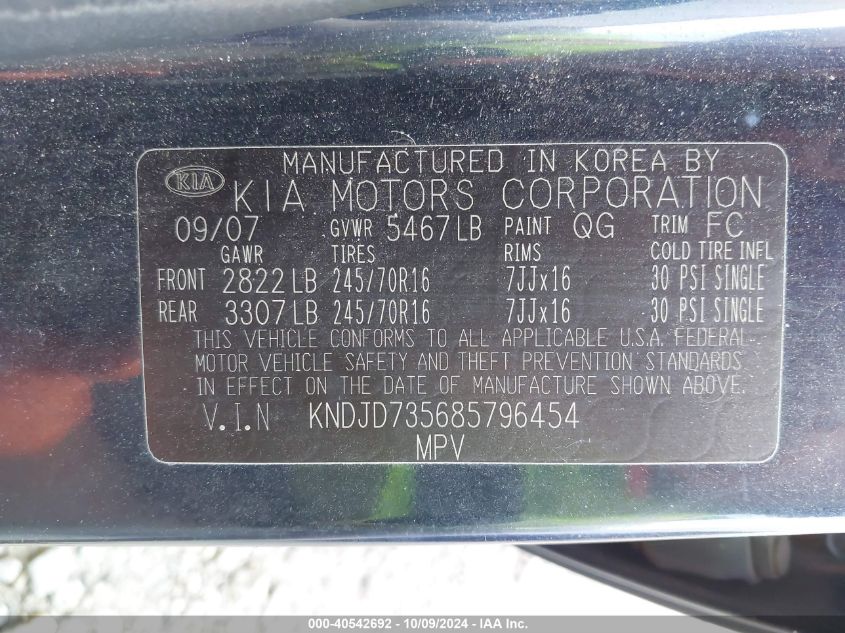 MANUFACTURED IN KOREA BY
KIA KIA MOTORS CORPORATION
09/07 GVWR 5467LB PAINT QG TRIM FC
GAWR TIRES RIMS COLD TIRE INFL
FRONT 2822LB 245/70R16 7JJx16 30 PSI SINGLE
REAR 3307LB 245/70R16 7JJx16 30 PSI SINGLE
THIS VEHICLE CONFORMS TO ALL APPLICABLE U.S.A. FEDERAL
MOTOR VEHICLE SAFETY AND THEFT PREVENTION STANDARDS
IN EFFECT ON THE DATE OF MANUFACTURE SHOWN ABOVE.
V.I.N KNDJD735685796454
MPV
000-40542692 - 10/09/2024 - IAA Inc.